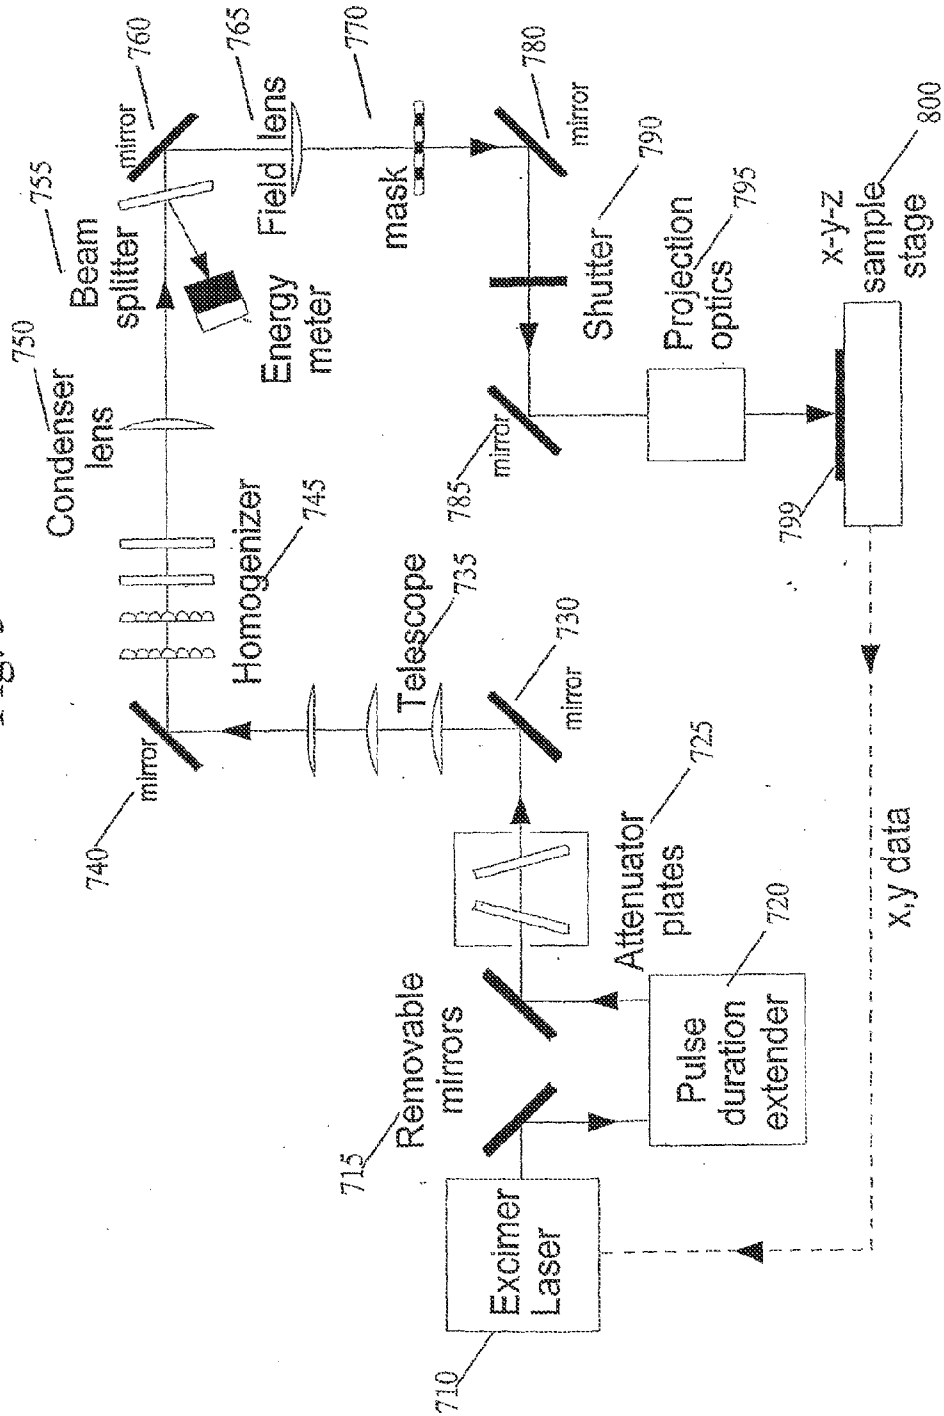 Fig.
760
mirror
765
Field lens
770
mask
780
mirror
755
Beam
splitter
Energy
meter
750
Condenser
lens
745
Homogenizer
740
mirror
735
Telescope
730
mirror
725
Attenuator
plates
715
Removable
mirrors
720
Pulse
duration
extender
710
Excimer
Laser
790
Shutter
785
mirror
795
Projection
optics
799
800
x-y-z
sample
stage
x,y data